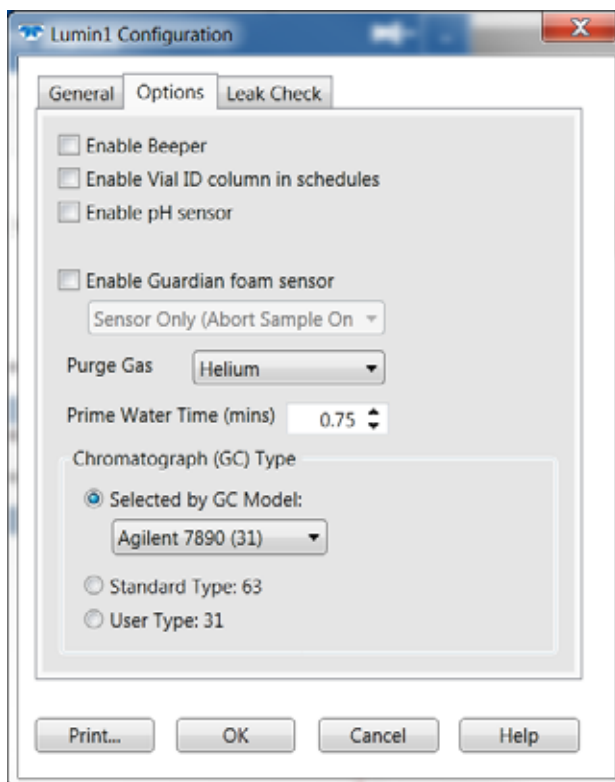 Lumin1 Configuration
General Options Leak Check
Enable Beeper
Enable Vial ID column in schedules
Enable pH sensor
Enable Guardian foam sensor
Sensor Only (Abort Sample On
Purge Gas Helium
Prime Water Time (mins) 0.75
Chromatograph (GC) Type
Selected by GC Model:
Agilent 7890 (31)
Standard Type: 63
User Type: 31
Print... OK Cancel Help